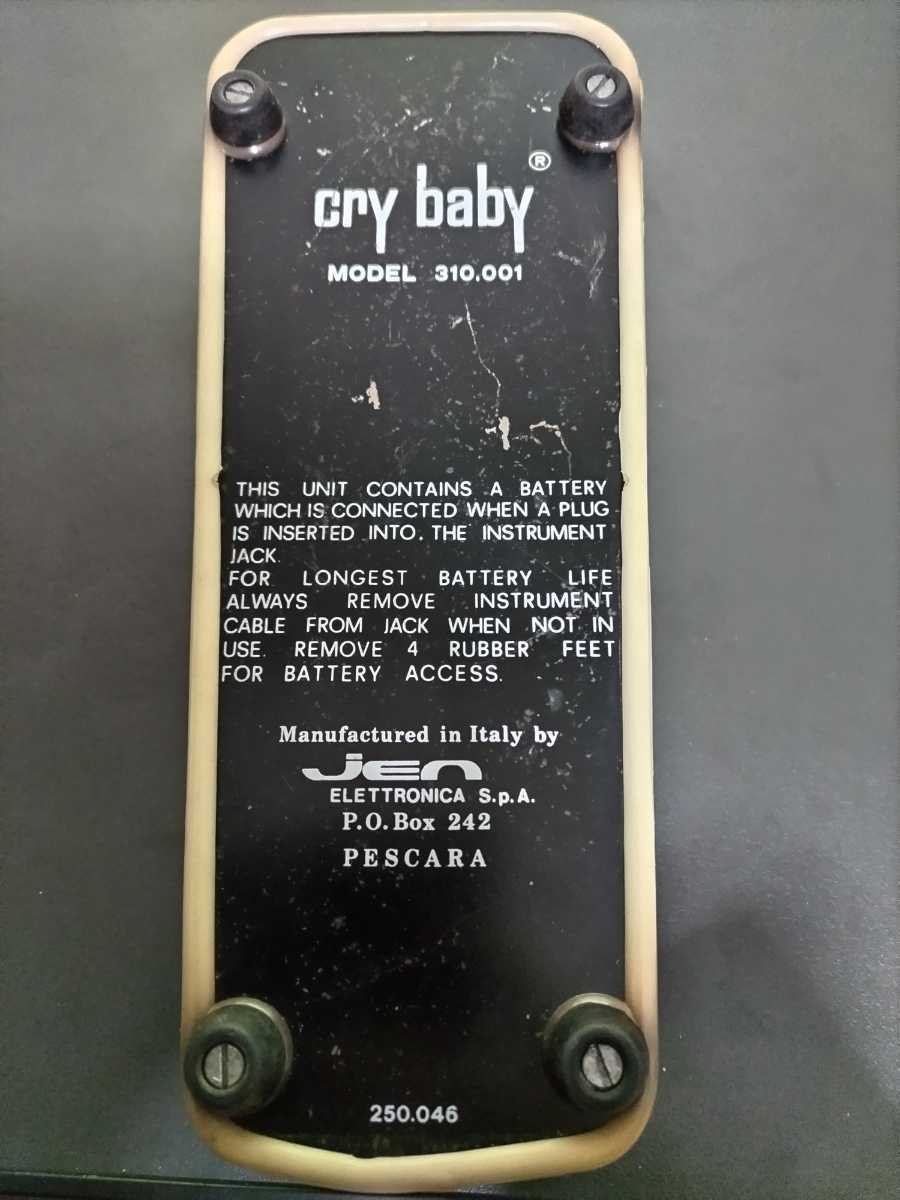 cry baby®
MODEL 310.001
THIS UNIT CONTAINS A BATTERY
WHICH IS CONNECTED WHEN A PLUG
IS INSERTED INTO. THE INSTRUMENT
JACK.
FOR LONGEST BATTERY LIFE
ALWAYS REMOVE INSTRUMENT
CABLE FROM JACK WHEN NOT IN
USE. REMOVE 4 RUBBER FEET
FOR BATTERY ACCESS.
Manufactured in Italy by
Jen
ELETTRONICA S.p.A.
P.O. Box 242
PESCARA
250.046